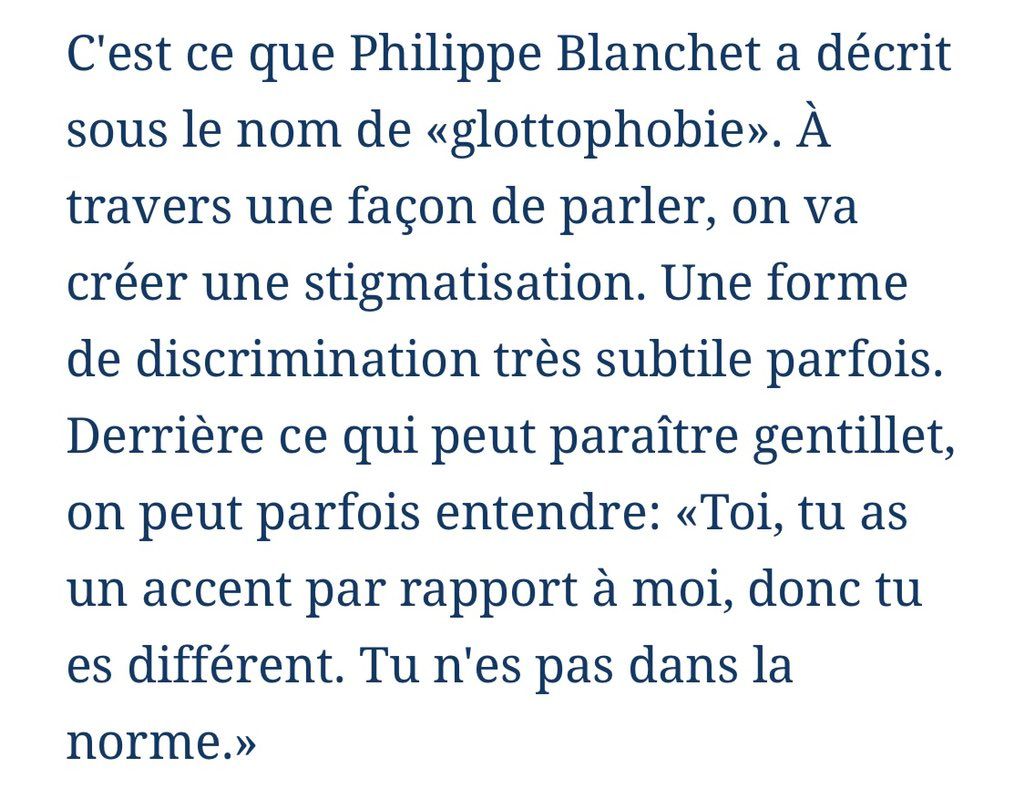 C'est ce que Philippe Blanchet a décrit
sous le nom de «glottophobie». À
travers une façon de parler, on va
créer une stigmatisation. Une forme
de discrimination très subtile parfois.
Derrière ce qui peut paraître gentillet,
on peut parfois entendre: «Toi, tu as
un accent par rapport à moi, donc tu
es différent. Tu n'es pas dans la
norme.»